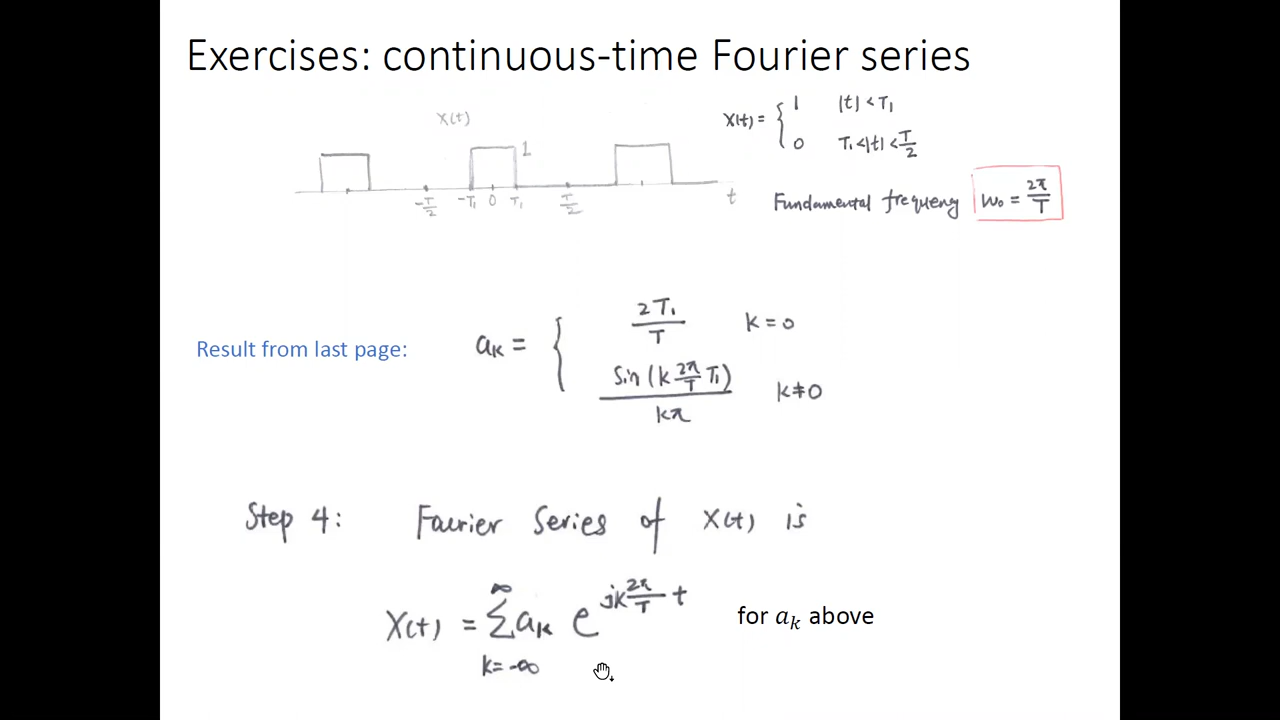 Exercises: continuous-time Fourier series
X(t)
1
-T/2 -T₁ 0 T₁ T/2 t
X(t) = { 1 |t| < T₁
0 T₁ < |t| < T/2
Fundamental frequency ω₀ = 2π/T
Result from last page:
aₖ = { 2T₁/T k = 0
sin(k 2π/T T₁)/kπ k≠0
Step 4: Fourier Series of X(t) is
X(t) = ∑_{k=-∞}^{∞} aₖ e^{jk 2π/T t} for aₖ above